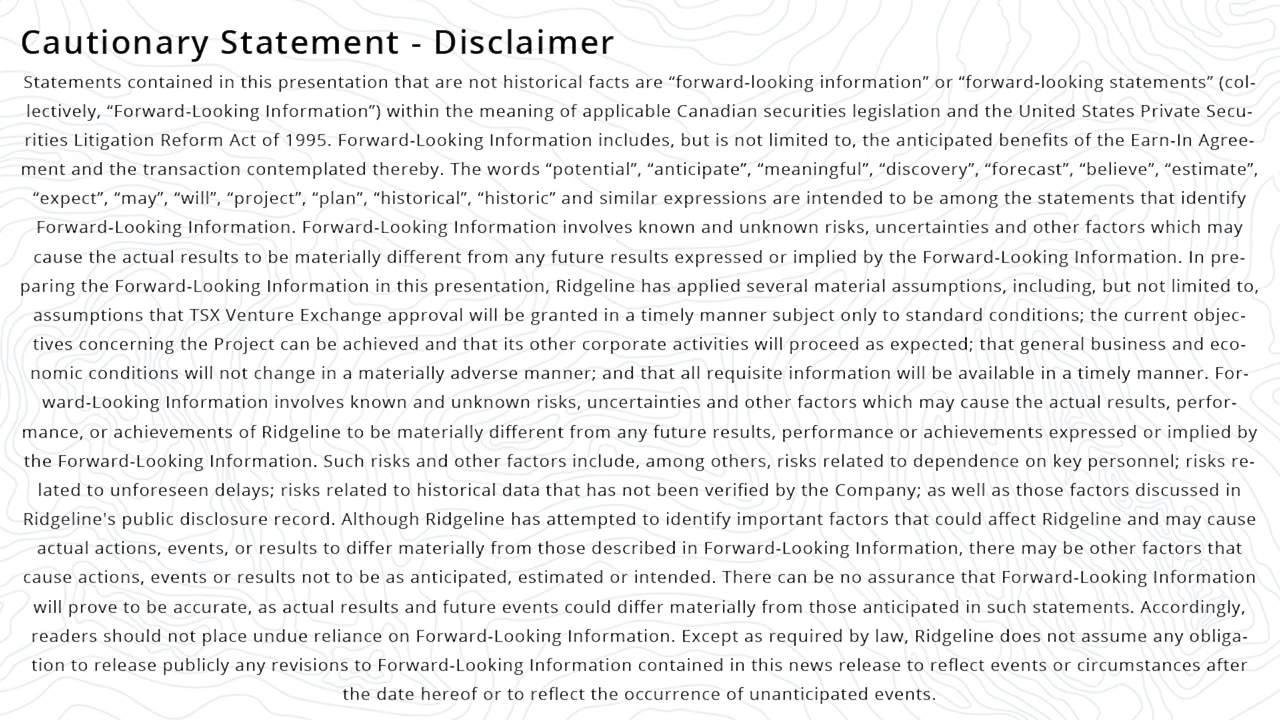 Cautionary Statement - Disclaimer
Statements contained in this presentation that are not historical facts are “forward-looking information” or “forward-looking statements” (col-
lectively, “Forward-Looking Information”) within the meaning of applicable Canadian securities legislation and the United States Private Secu-
rities Litigation Reform Act of 1995. Forward-Looking Information includes, but is not limited to, the anticipated benefits of the Earn-In Agree-
ment and the transaction contemplated thereby. The words “potential”, “anticipate”, “meaningful”, “discovery”, “forecast”, “believe”, “estimate”,
“expect”, “may”, “will”, “project”, “plan”, “historical”, “historic” and similar expressions are intended to be among the statements that identify
Forward-Looking Information. Forward-Looking Information involves known and unknown risks, uncertainties and other factors which may
cause the actual results to be materially different from any future results expressed or implied by the Forward-Looking Information. In pre-
paring the Forward-Looking Information in this presentation, Ridgeline has applied several material assumptions, including, but not limited to,
assumptions that TSX Venture Exchange approval will be granted in a timely manner subject only to standard conditions; the current objec-
tives concerning the Project can be achieved and that its other corporate activities will proceed as expected; that general business and eco-
nomic conditions will not change in a materially adverse manner; and that all requisite information will be available in a timely manner. For-
ward-Looking Information involves known and unknown risks, uncertainties and other factors which may cause the actual results, perfor-
mance, or achievements of Ridgeline to be materially different from any future results, performance or achievements expressed or implied by
the Forward-Looking Information. Such risks and other factors include, among others, risks related to dependence on key personnel; risks re-
lated to unforeseen delays; risks related to historical data that has not been verified by the Company; as well as those factors discussed in
Ridgeline's public disclosure record. Although Ridgeline has attempted to identify important factors that could affect Ridgeline and may cause
actual actions, events, or results to differ materially from those described in Forward-Looking Information, there may be other factors that
cause actions, events or results not to be as anticipated, estimated or intended. There can be no assurance that Forward-Looking Information
will prove to be accurate, as actual results and future events could differ materially from those anticipated in such statements. Accordingly,
readers should not place undue reliance on Forward-Looking Information. Except as required by law, Ridgeline does not assume any obliga-
tion to release publicly any revisions to Forward-Looking Information contained in this news release to reflect events or circumstances after
the date hereof or to reflect the occurrence of unanticipated events.